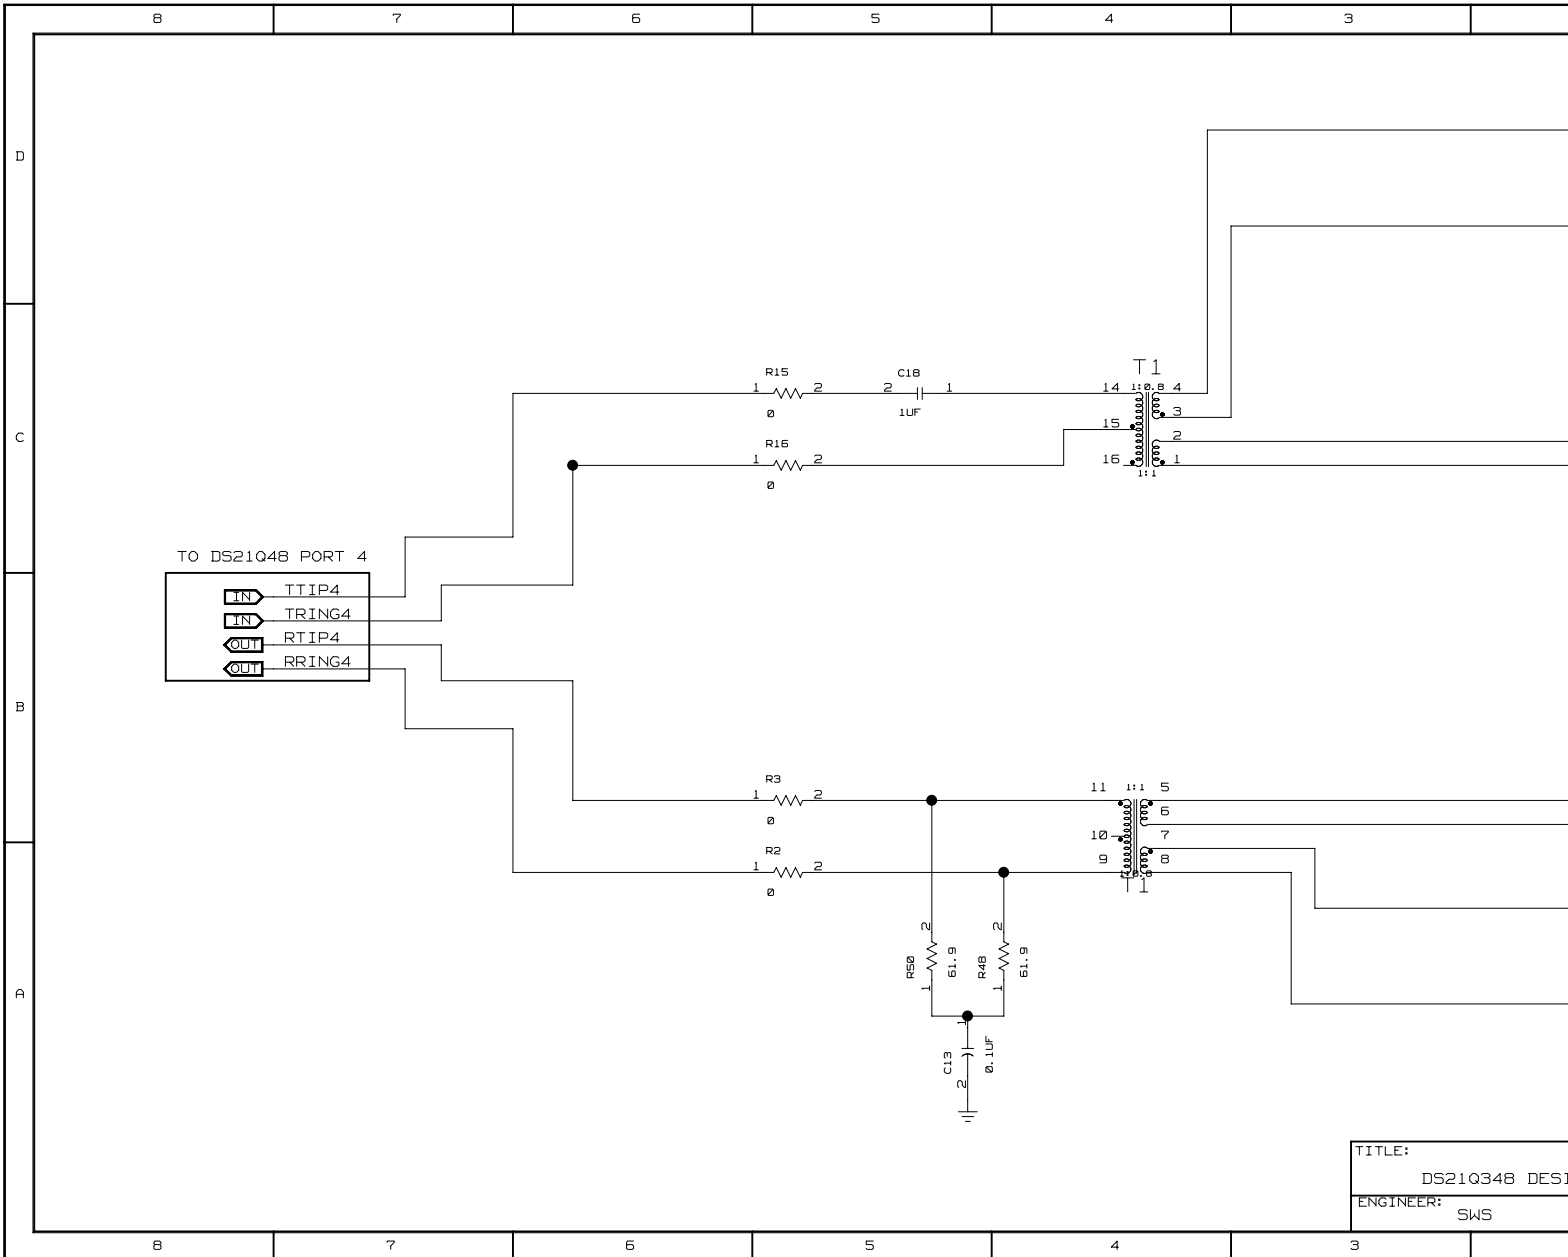 8 7 6 5 4 3
D
C
B
A
T1
R15
C18
1 2 2 1 14 1:0.8 4
0
1UF
3
15
R16
2
1 2 16 1
1:1
0
TO DS21Q48 PORT 4
IN TTIP4
IN TRING4
OUT RTIP4
OUT RRING4
R3
11 1:1 5
1 2
6
0
10 7
R2
9 8
1 2
1:0.8
T1
0
2 2
R50 61.9 R48 61.9
1 1
1
C13 0.1UF
2
TITLE:
DS21Q348 DESI
ENGINEER:
SWS
8 7 6 5 4 3